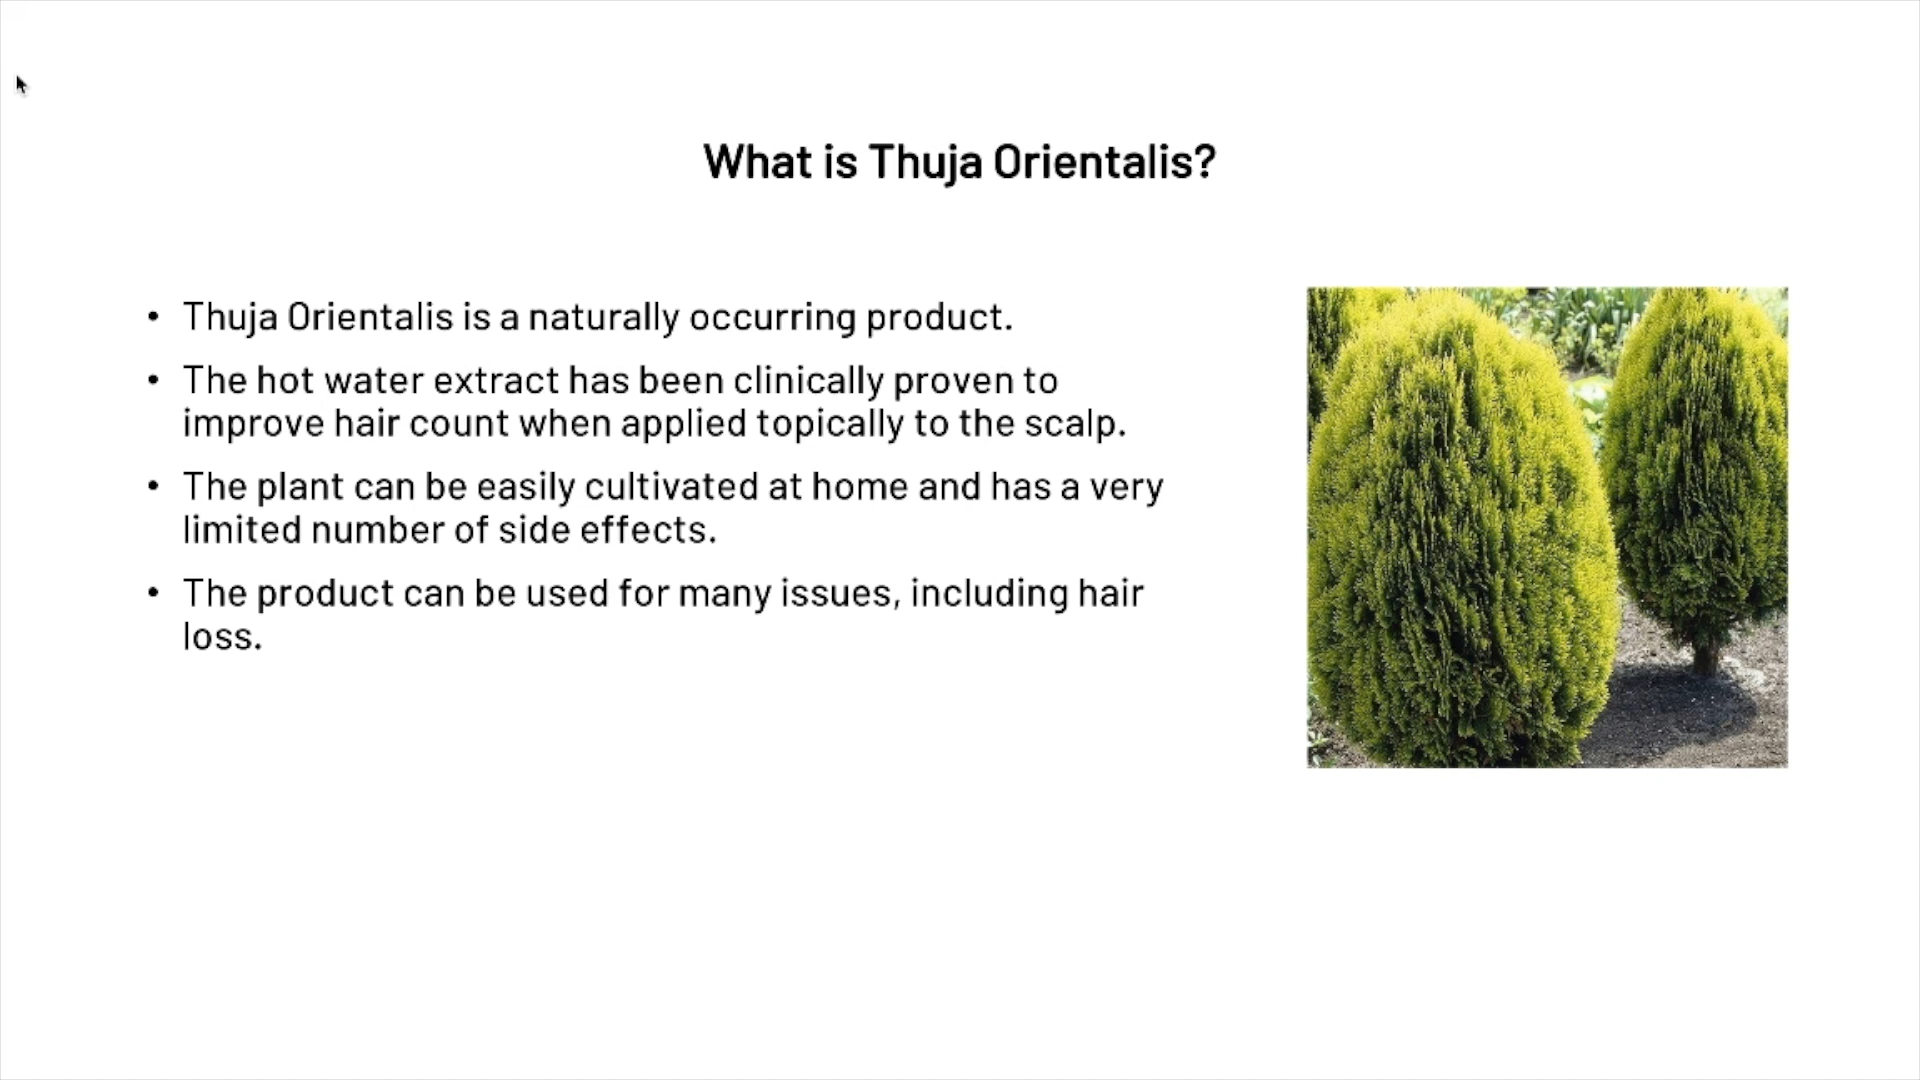 What is Thuja Orientalis?
• Thuja Orientalis is a naturally occurring product.
• The hot water extract has been clinically proven to
improve hair count when applied topically to the scalp.
• The plant can be easily cultivated at home and has a very
limited number of side effects.
• The product can be used for many issues, including hair
loss.